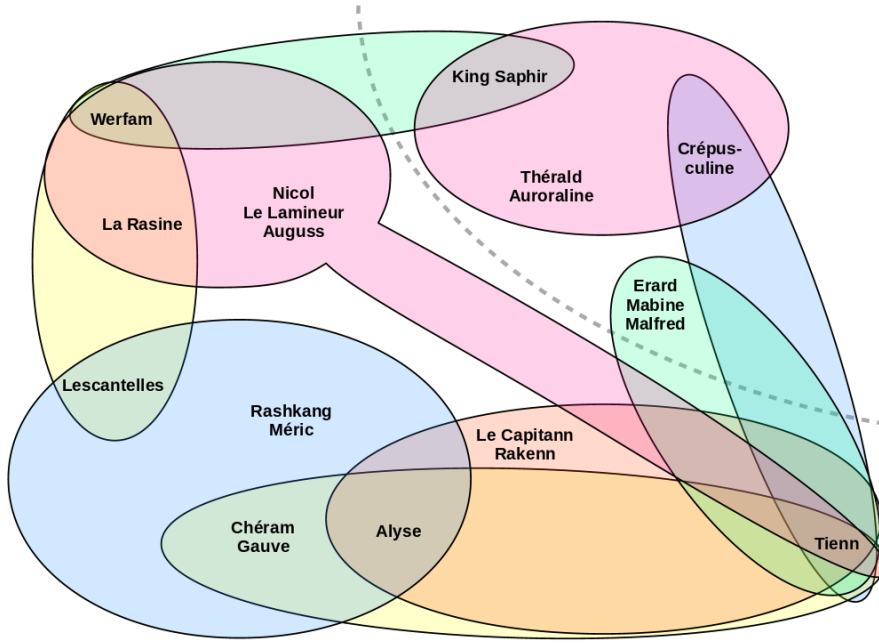 King Saphir
Werfam
Crépus-
culine
Thérald
Auroraline
Nicol
Le Lamineur
Auguss
La Rasine
Erard
Mabine
Malfred
Lescantelles
Rashkang
Méric
Le Capitann
Rakenn
Chéram
Gauve
Alyse
Tienn